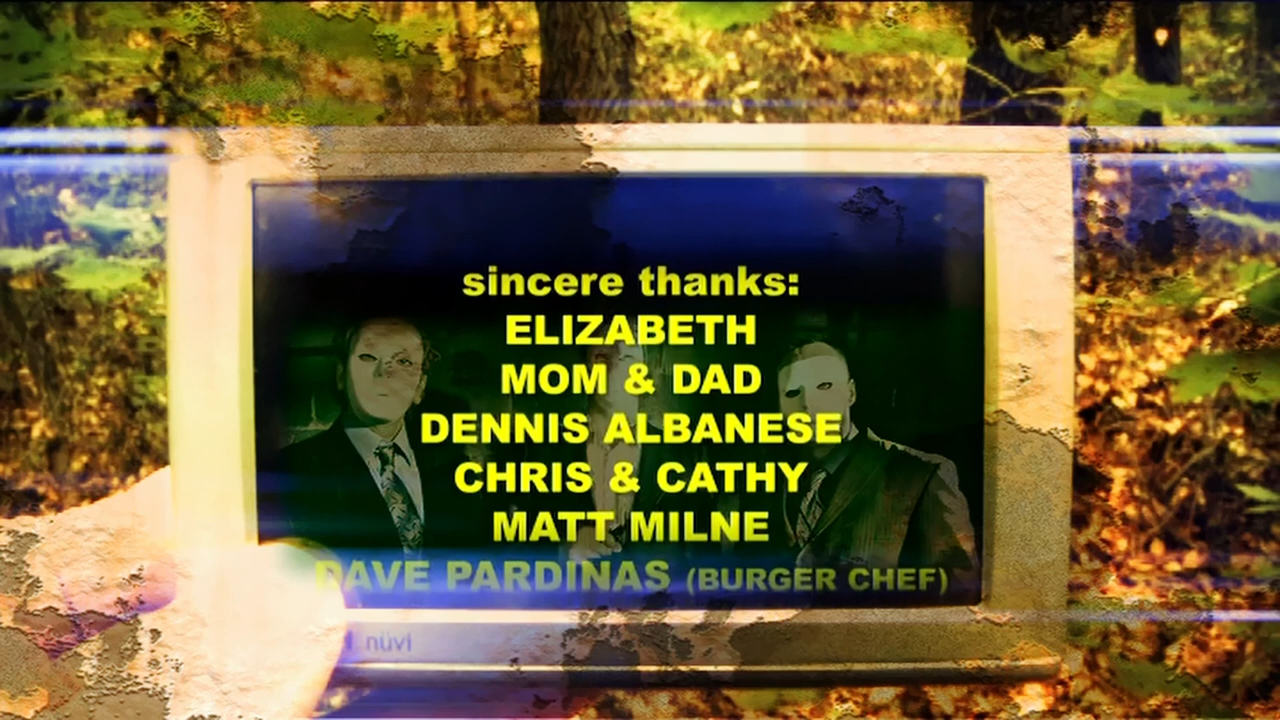 sincere thanks:
ELIZABETH
MOM & DAD
DENNIS ALBANESE
CHRIS & CATHY
MATT MILNE
DAVE PARDINAS (BURGER CHEF)
nüvi